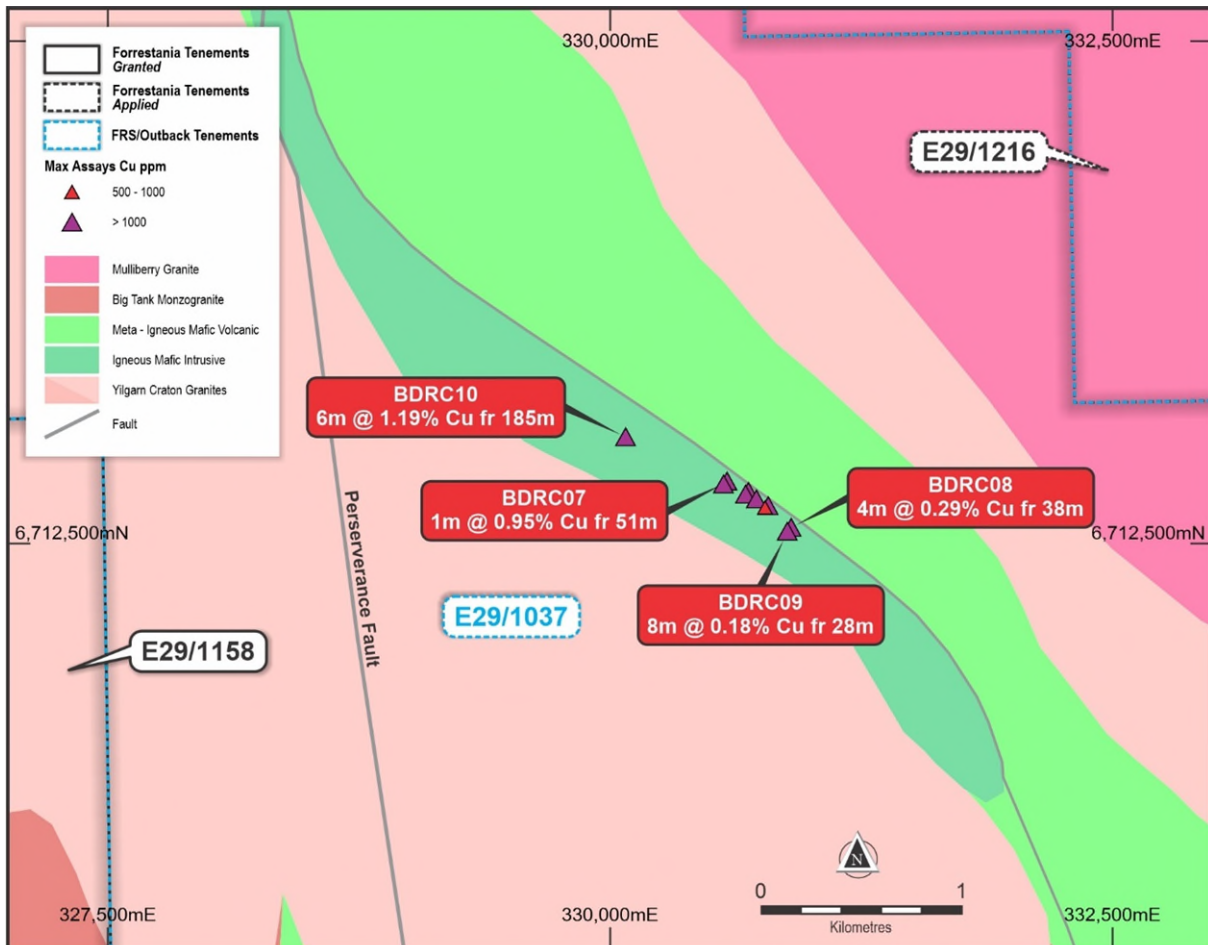 Forrestania Tenements
Granted
Forrestania Tenements
Applied
FRS/Outback Tenements
Max Assays Cu ppm
500 - 1000
> 1000
Mulliberry Granite
Big Tank Monzogranite
Meta - Igneous Mafic Volcanic
Igneous Mafic Intrusive
Yilgarn Craton Granites
Fault
330,000mE
332,500mE
E29/1216
BDRC10
6m @ 1.19% Cu fr 185m
BDRC07
1m @ 0.95% Cu fr 51m
BDRC08
4m @ 0.29% Cu fr 38m
6,712,500mN
6,712,500mN
Perserverance Fault
BDRC09
8m @ 0.18% Cu fr 28m
E29/1037
E29/1158
N
0
1
Kilometres
327,500mE
330,000mE
332,500mE